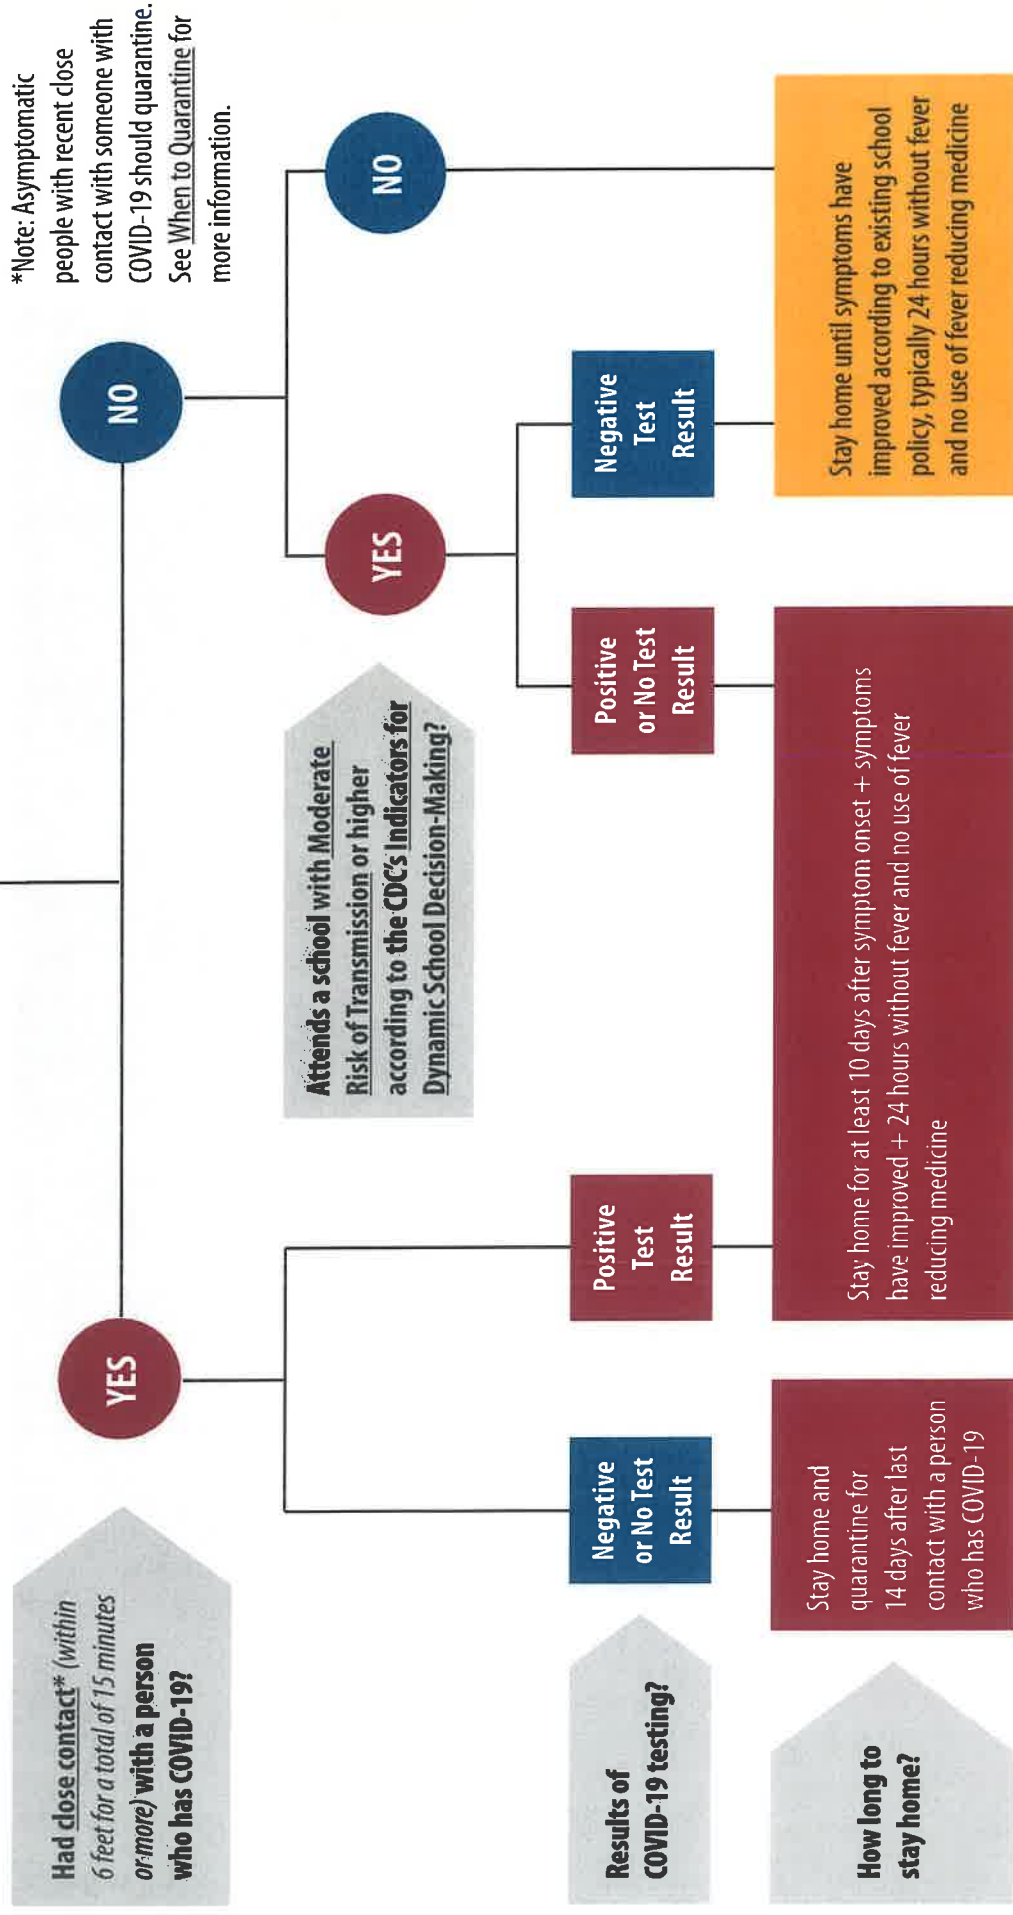 Had close contact* (within
6 feet for a total of 15 minutes
or more) with a person
who has COVID-19?
YES
NO
*Note: Asymptomatic
people with recent close
contact with someone with
COVID-19 should quarantine.
See When to Quarantine for
more information.
Attends a school with Moderate
Risk of Transmission or higher
according to the CDC's Indicators for
Dynamic School Decision-Making?
YES
NO
Results of
COVID-19 testing?
Negative
or No Test
Result
Positive
Test
Result
Positive
or No Test
Result
Negative
Test
Result
How long to
stay home?
Stay home and
quarantine for
14 days after last
contact with a person
who has COVID-19
Stay home for at least 10 days after symptom onset + symptoms
have improved + 24 hours without fever and no use of fever
reducing medicine
Stay home until symptoms have
improved according to existing school
policy, typically 24 hours without fever
and no use of fever reducing medicine